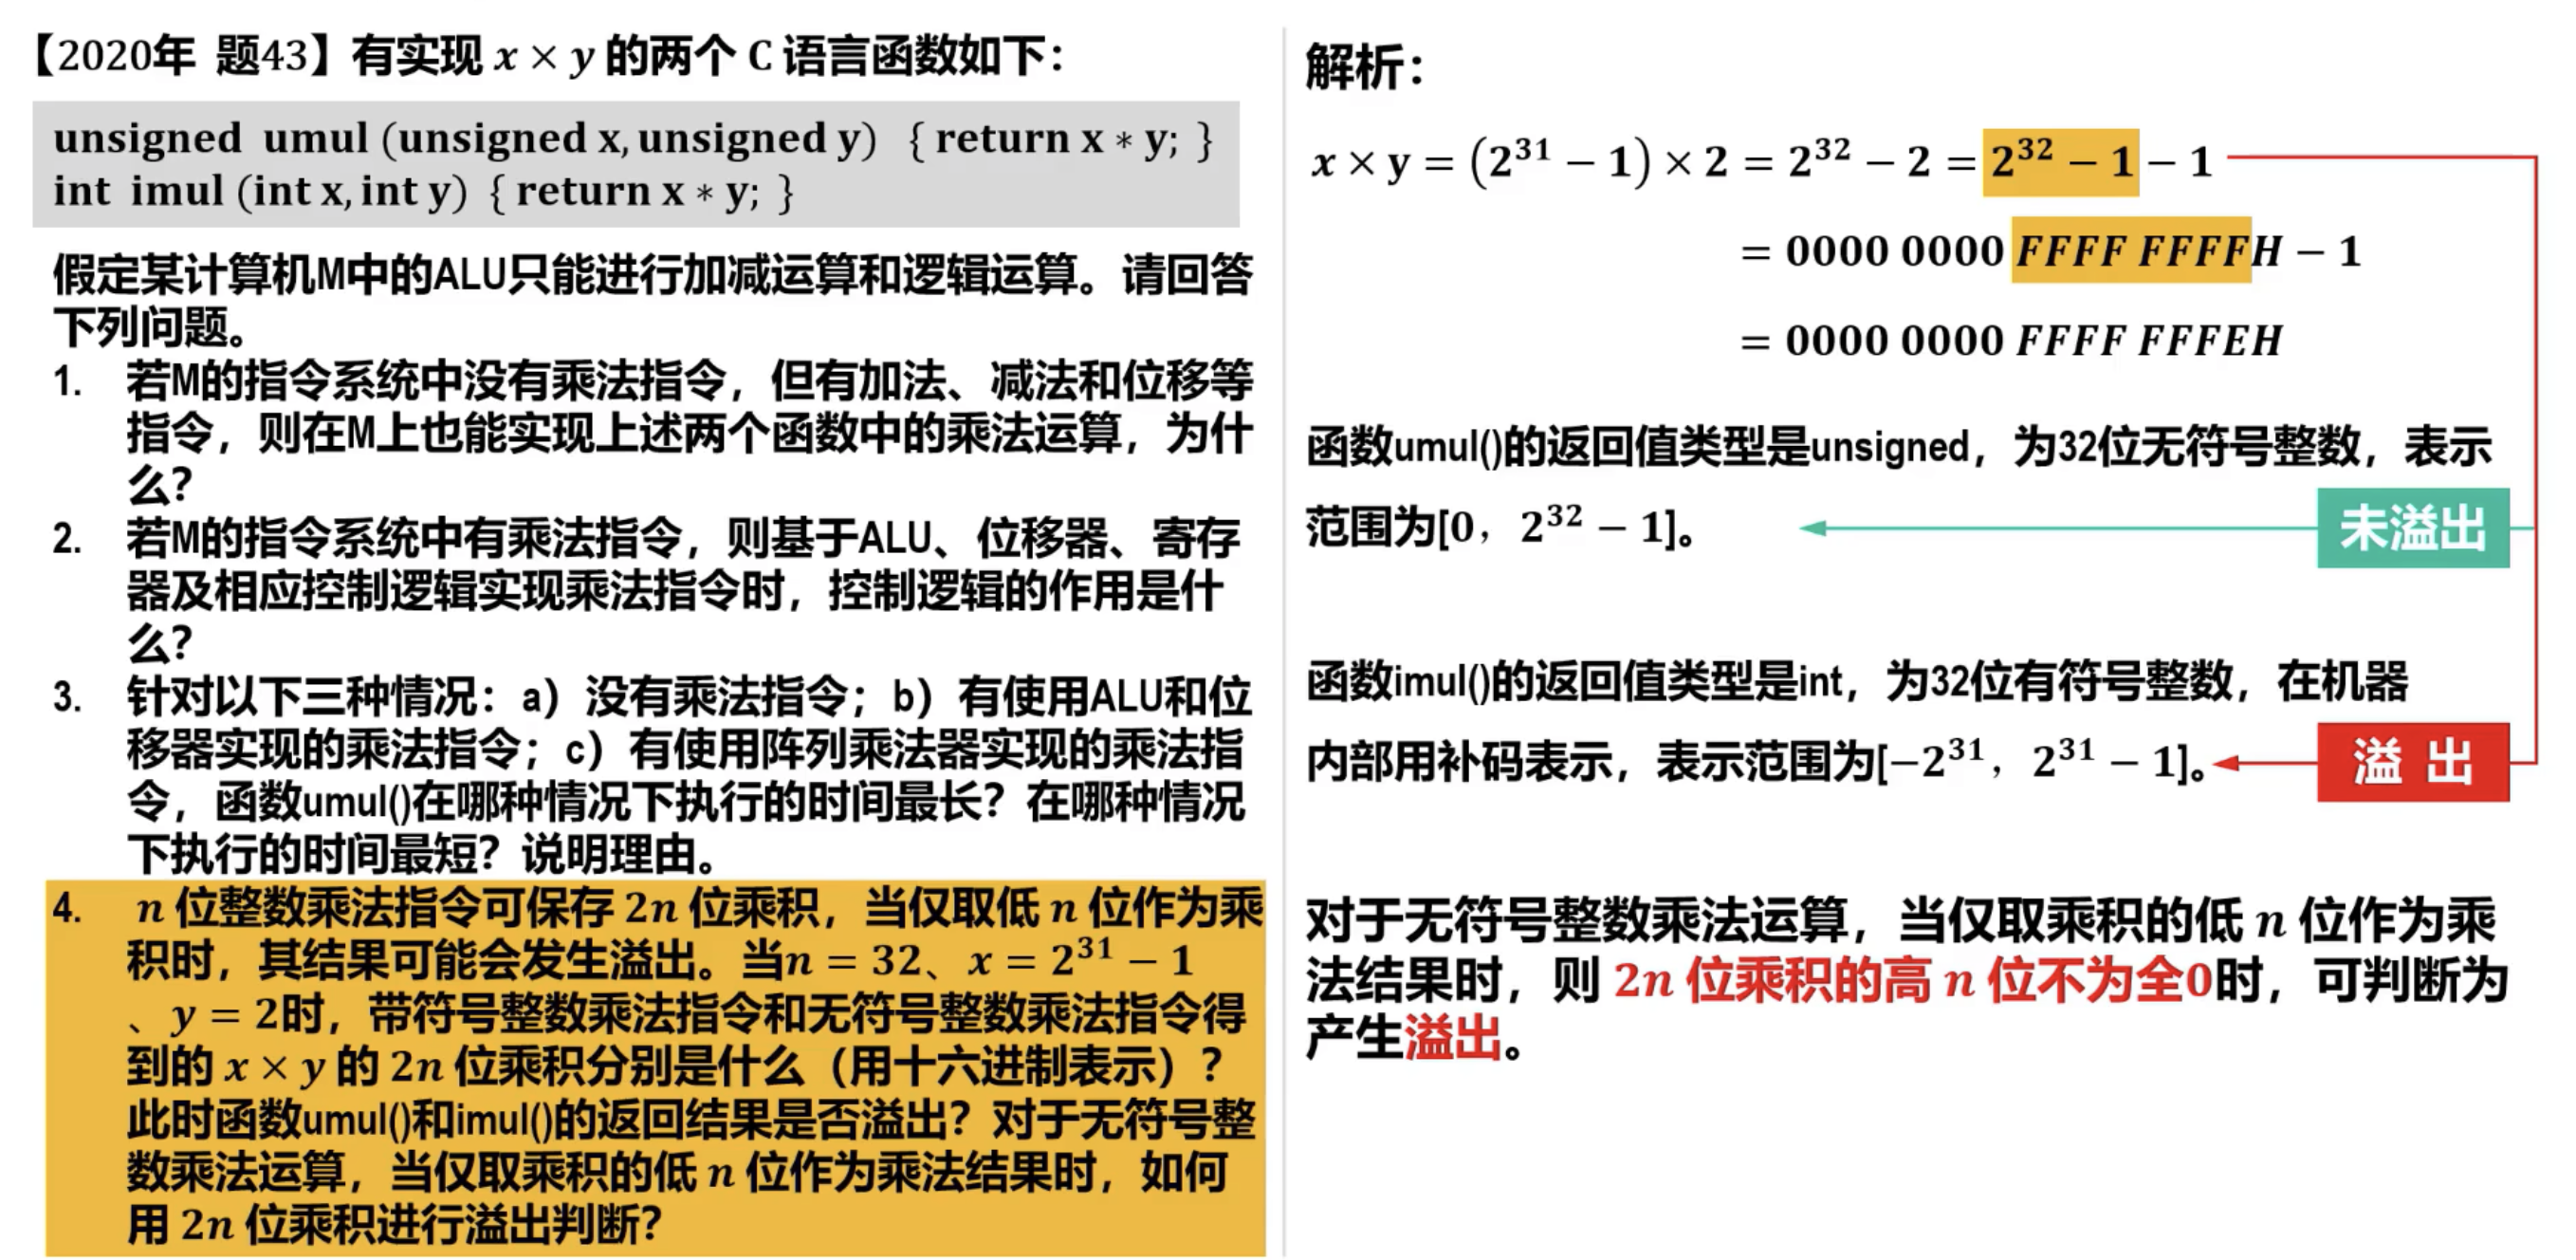 【2020年 题43】有实现 x × y 的两个 C 语言函数如下：
unsigned umul (unsigned x, unsigned y) { return x * y; }
int imul (int x, int y) { return x * y; }
假定某计算机M中的ALU只能进行加减运算和逻辑运算。请回答
下列问题。
1. 若M的指令系统中没有乘法指令，但有加法、减法和位移等
指令，则在M上也能实现上述两个函数中的乘法运算，为什
么？
2. 若M的指令系统中有乘法指令，则基于ALU、位移器、寄存
器及相应控制逻辑实现乘法指令时，控制逻辑的作用是什
么？
3. 针对以下三种情况：a）没有乘法指令；b）有使用ALU和位
移器实现的乘法指令；c）有使用阵列乘法器实现的乘法指
令，函数umul()在哪种情况下执行的时间最长？在哪种情况
下执行的时间最短？说明理由。
4. n 位整数乘法指令可保存 2n 位乘积，当仅取低 n 位作为乘
积时，其结果可能会发生溢出。当n = 32、x = 2³¹ − 1
、y = 2时，带符号整数乘法指令和无符号整数乘法指令得
到的 x × y 的 2n 位乘积分别是什么（用十六进制表示）？
此时函数umul()和imul()的返回结果是否溢出？对于无符号整
数乘法运算，当仅取乘积的低 n 位作为乘法结果时，如何
用 2n 位乘积进行溢出判断？
解析：
x × y = (2³¹ − 1) × 2 = 2³² − 2 = 2³² − 1 − 1
= 0000 0000 FFFF FFFFH − 1
= 0000 0000 FFFF FFFEH
函数umul()的返回值类型是unsigned，为32位无符号整数，表示
范围为[0，2³² − 1]。
未溢出
函数imul()的返回值类型是int，为32位有符号整数，在机器
内部用补码表示，表示范围为[−2³¹，2³¹ − 1]。
溢 出
对于无符号整数乘法运算，当仅取乘积的低 n 位作为乘
法结果时，则 2n 位乘积的高 n 位不为全0时，可判断为
产生溢出。